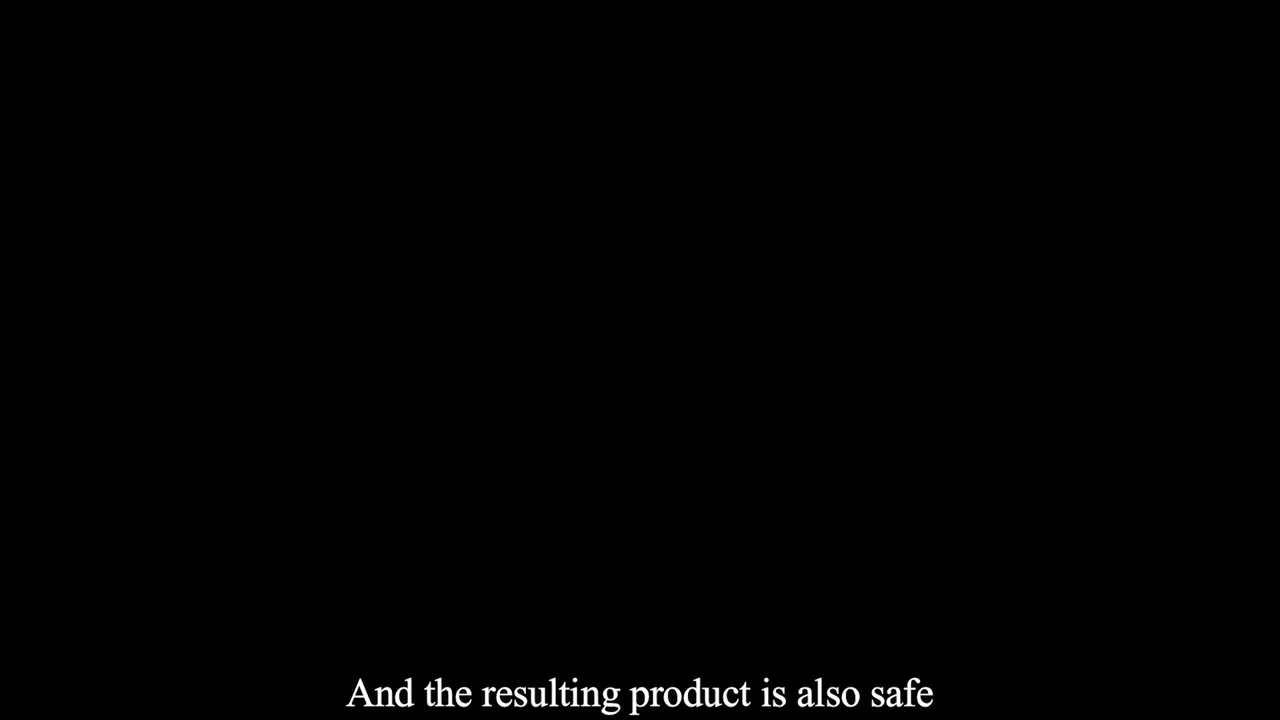 And the resulting product is also safe